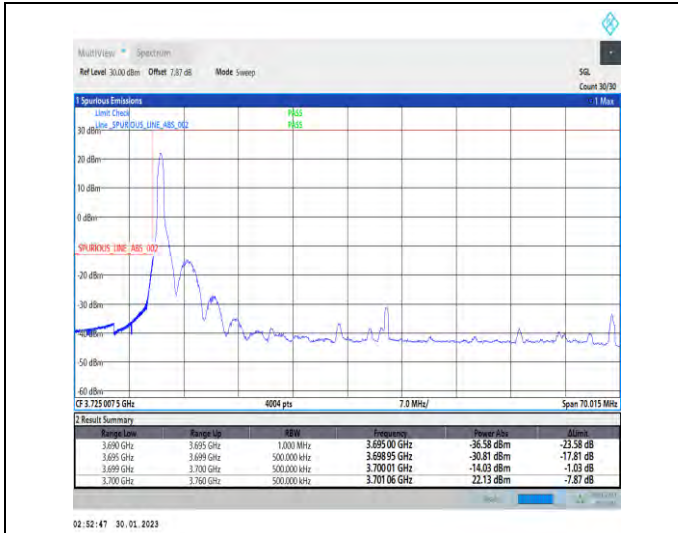 MultiView Spectrum
Ref Level 30.00 dBm Offset 7.87 dB Mode Sweep SGL
Count 30/30
1 Spurious Emissions 1 Max
Limit Check PASS
Line _SPURIOUS_LINE_ABS_002 PASS
30 dBm
20 dBm
10 dBm
0 dBm
SPURIOUS_LINE_ABS_002
-20 dBm
-30 dBm
-40 dBm
-50 dBm
-60 dBm
CF 3.725 007 5 GHz 4004 pts 7.0 MHz/ Span 70.015 MHz
2 Result Summary
Range Low Range Up RBW Frequency Power Abs ΔLimit
3.690 GHz 3.695 GHz 1.000 MHz 3.695 00 GHz -36.58 dBm -23.58 dB
3.695 GHz 3.699 GHz 500.000 kHz 3.698 95 GHz -30.81 dBm -17.81 dB
3.699 GHz 3.700 GHz 500.000 kHz 3.700 01 GHz -14.03 dBm -1.03 dB
3.700 GHz 3.760 GHz 500.000 kHz 3.701 06 GHz 22.13 dBm -7.87 dB
02:52:47 30.01.2023